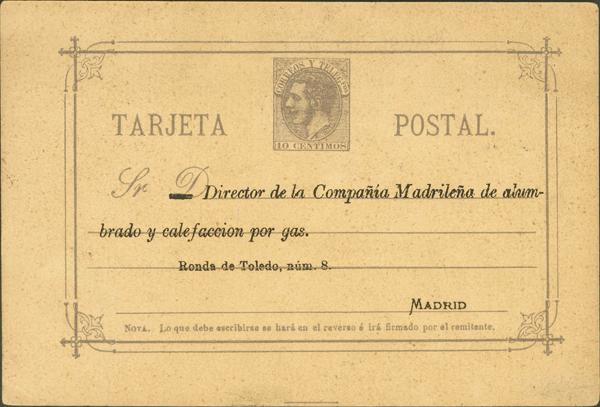 CORREOS Y TELEGFOS
10 CENTIMOS
TARJETA POSTAL.
Sr D Director de la Compañia Madrileña de alum-
brado y calefaccion por gas.
Ronda de Toledo, núm. 8.
MADRID
NOTA. Lo que debe escribirse se hará en el reverso é irá firmado por el remitente.